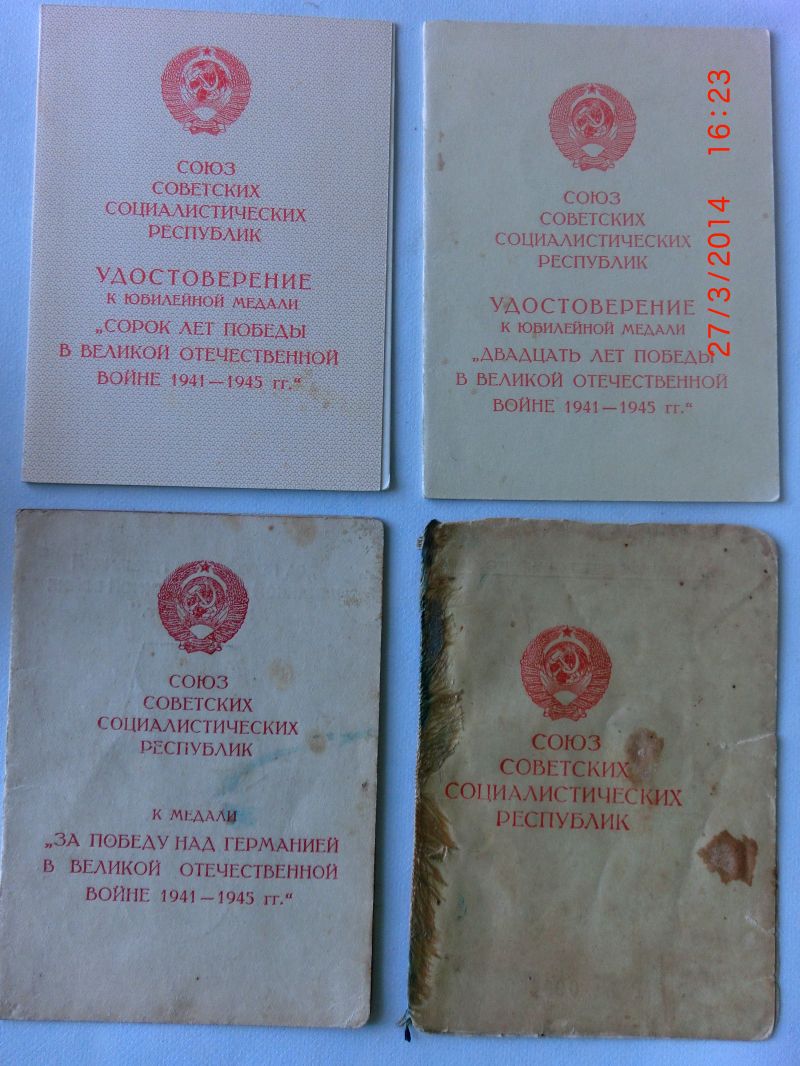 СОЮЗ
СОВЕТСКИХ
СОЦИАЛИСТИЧЕСКИХ
РЕСПУБЛИК
УДОСТОВЕРЕНИЕ
К ЮБИЛЕЙНОЙ МЕДАЛИ
„СОРОК ЛЕТ ПОБЕДЫ
В ВЕЛИКОЙ ОТЕЧЕСТВЕННОЙ
ВОЙНЕ 1941—1945 гг.“
СОЮЗ
СОВЕТСКИХ
СОЦИАЛИСТИЧЕСКИХ
РЕСПУБЛИК
УДОСТОВЕРЕНИЕ
К ЮБИЛЕЙНОЙ МЕДАЛИ
„ДВАДЦАТЬ ЛЕТ ПОБЕДЫ
В ВЕЛИКОЙ ОТЕЧЕСТВЕННОЙ
ВОЙНЕ 1941—1945 гг.“
27/3/2014 16:23
СОЮЗ
СОВЕТСКИХ
СОЦИАЛИСТИЧЕСКИХ
РЕСПУБЛИК
К МЕДАЛИ
„ЗА ПОБЕДУ НАД ГЕРМАНИЕЙ
В ВЕЛИКОЙ ОТЕЧЕСТВЕННОЙ
ВОЙНЕ 1941—1945 гг.“
СОЮЗ
СОВЕТСКИХ
СОЦИАЛИСТИЧЕСКИХ
РЕСПУБЛИК